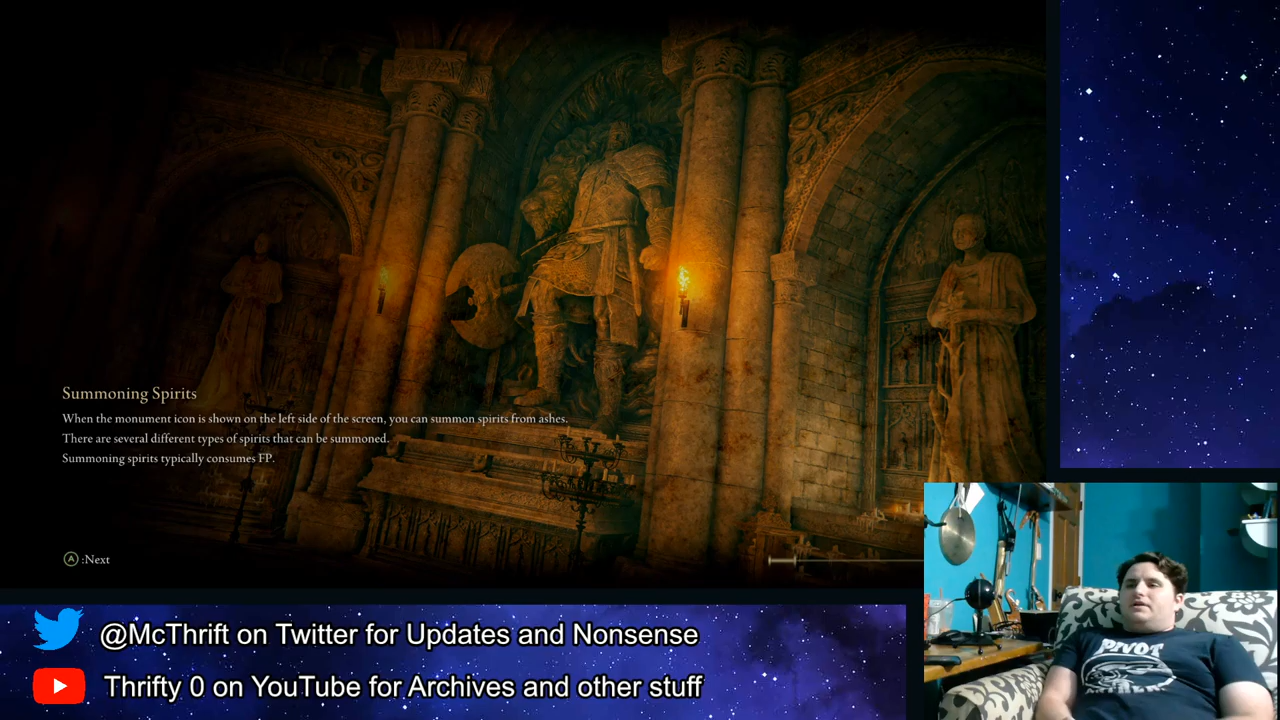 Summoning Spirits
When the monument icon is shown on the left side of the screen, you can summon spirits from ashes.
There are several different types of spirits that can be summoned.
Summoning spirits typically consumes FP.
A :Next
@McThrift on Twitter for Updates and Nonsense
Thrifty 0 on YouTube for Archives and other stuff
PIVOT